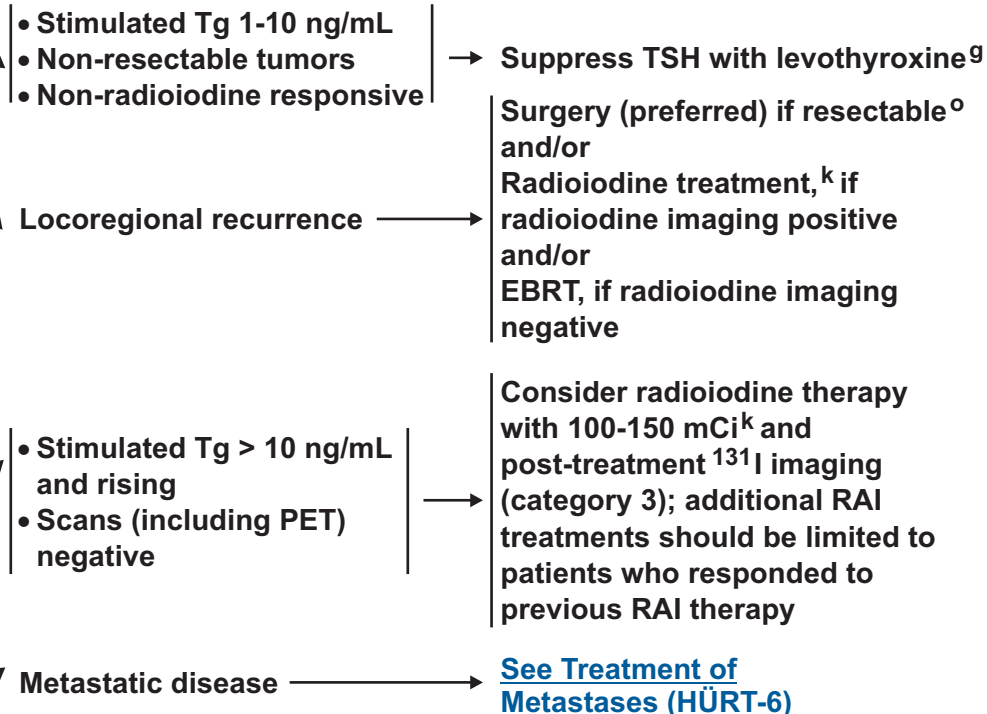 • Stimulated Tg 1-10 ng/mL
• Non-resectable tumors
• Non-radioiodine responsive
Suppress TSH with levothyroxine g
Locoregional recurrence
Surgery (preferred) if resectable o
and/or
Radioiodine treatment, k if
radioiodine imaging positive
and/or
EBRT, if radioiodine imaging
negative
• Stimulated Tg > 10 ng/mL
and rising
• Scans (including PET)
negative
Consider radioiodine therapy
with 100-150 mCi k and
post-treatment 131 I imaging
(category 3); additional RAI
treatments should be limited to
patients who responded to
previous RAI therapy
Metastatic disease
See Treatment of
Metastases (HÜRT-6)